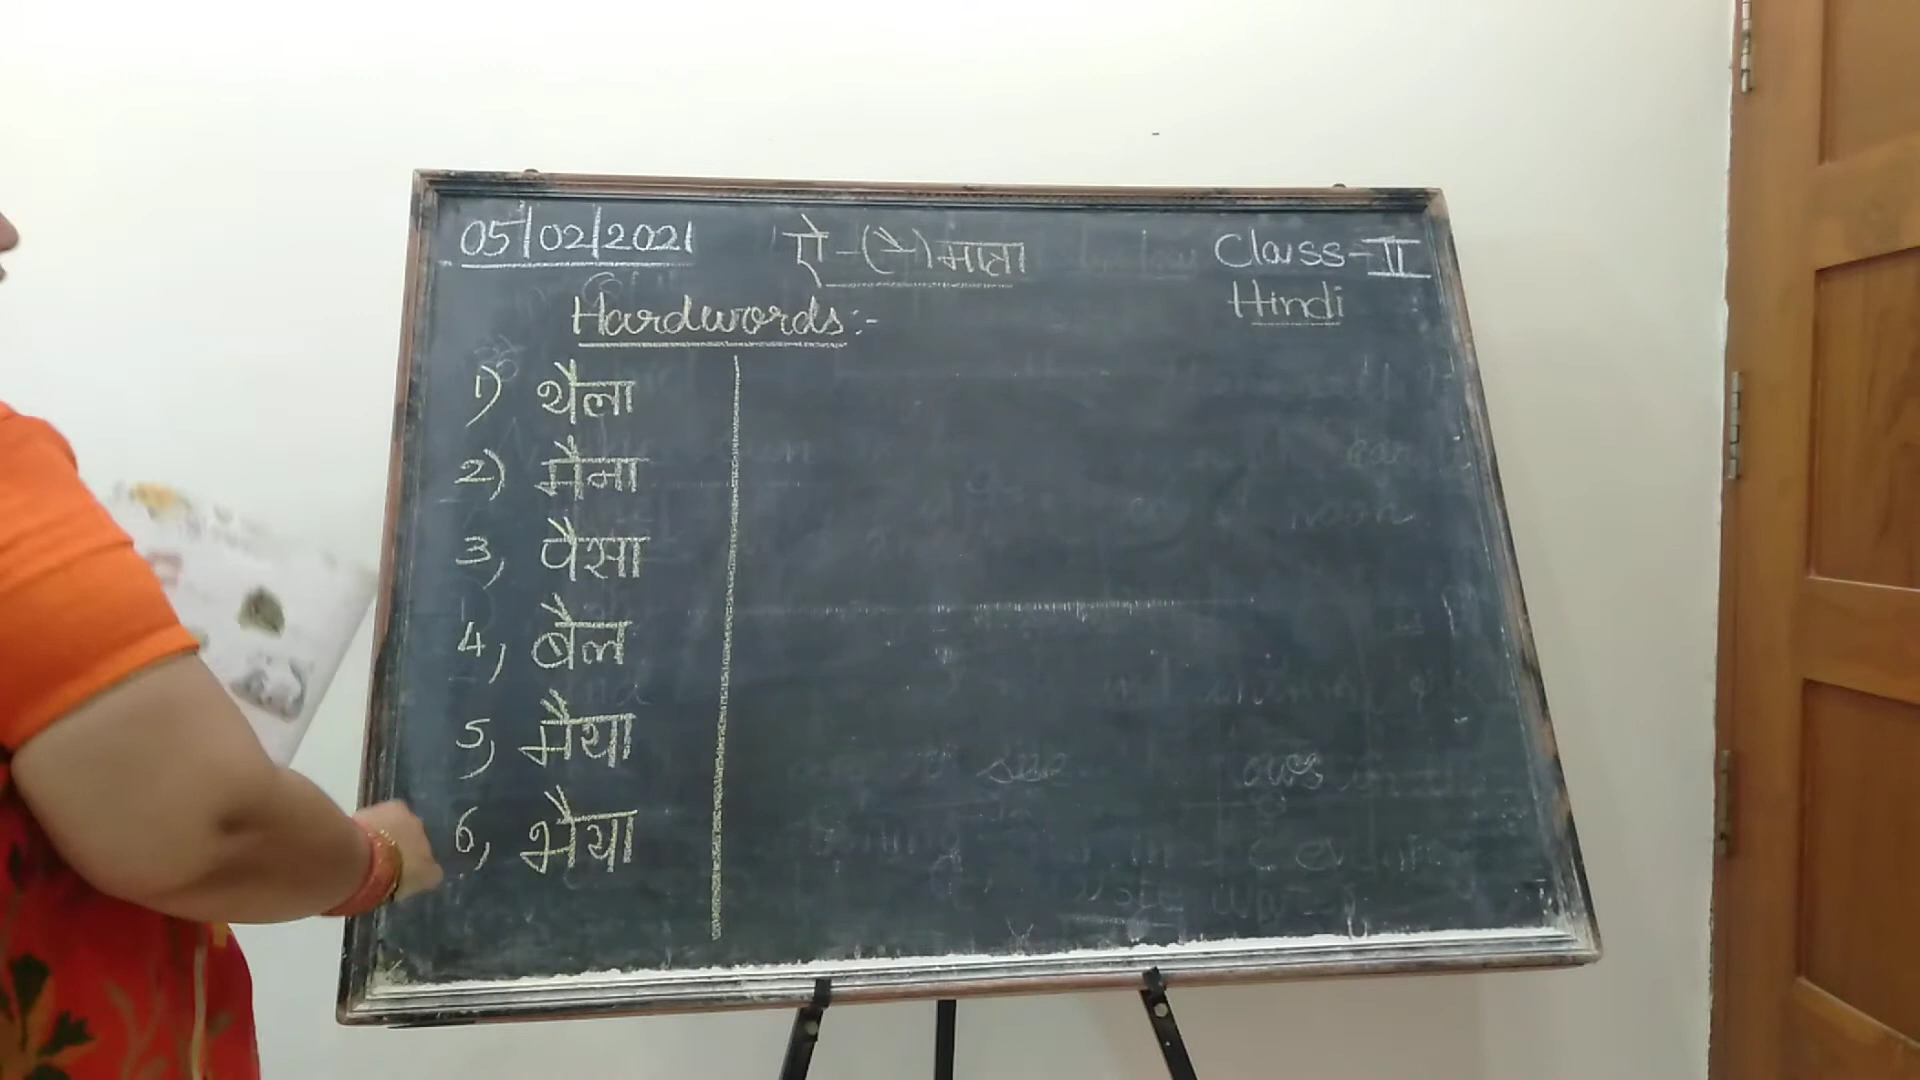 05/02/2021 ऐ-(ै) मात्रा Class-II
Hindi
Hardwords:-
1) थैला
2) मैना
3, पैसा
4, बैल
5, मैया
6, भैया